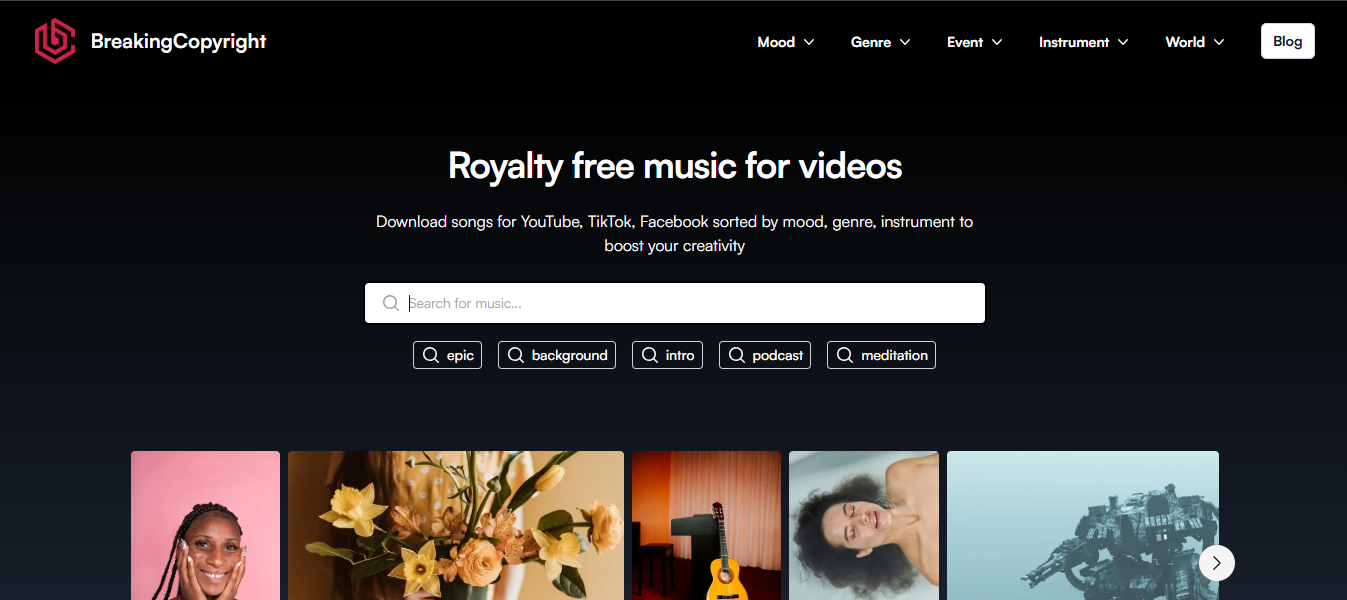 BreakingCopyright
Mood
Genre
Event
Instrument
World
Blog
Royalty free music for videos
Download songs for YouTube, TikTok, Facebook sorted by mood, genre, instrument to
boost your creativity
Search for music...
epic
background
intro
podcast
meditation